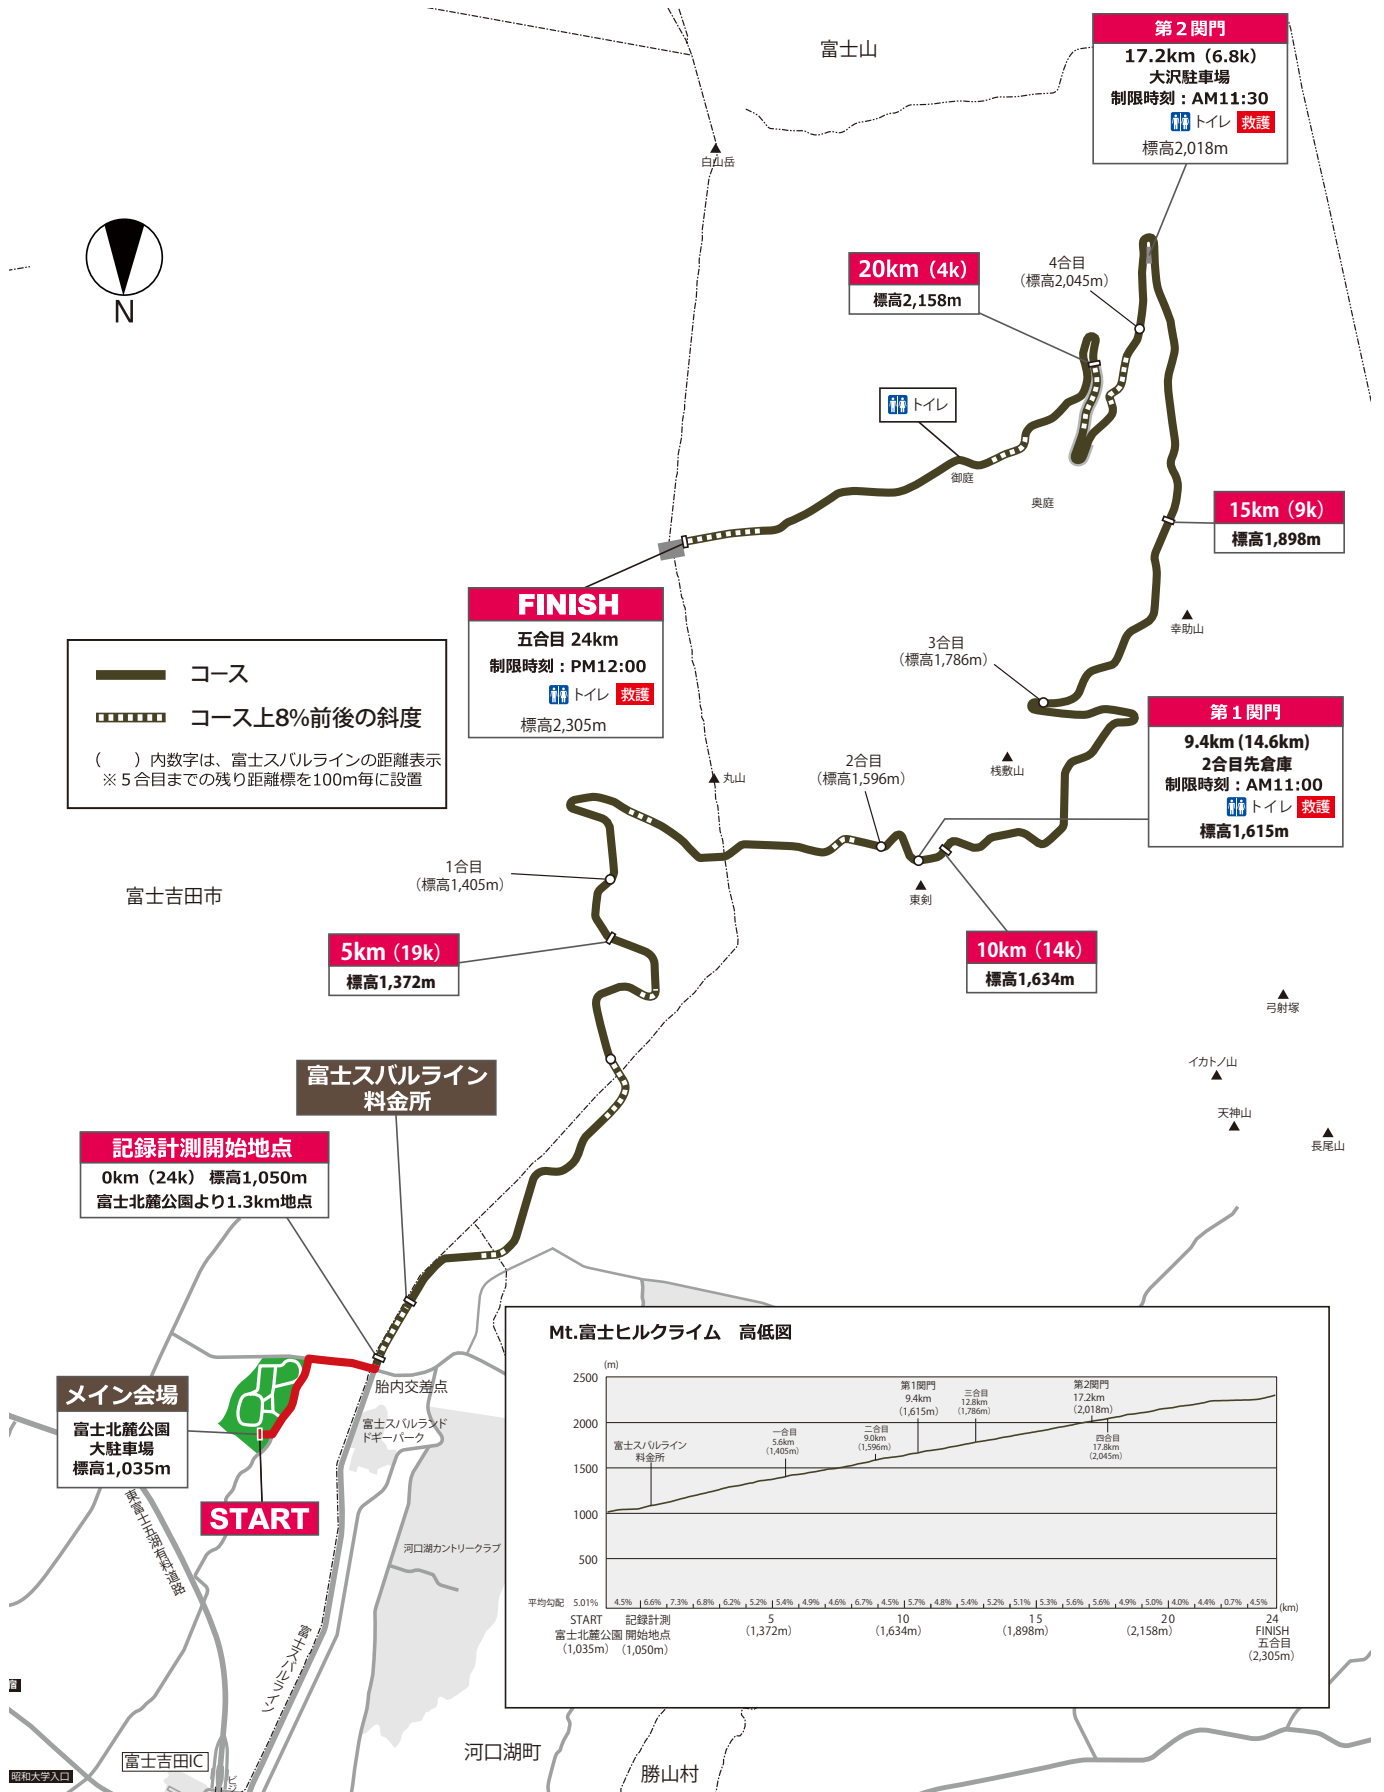 富士山
第２関門
17.2km（6.8k）
大沢駐車場
制限時刻：AM11:30
トイレ 救護
標高2,018m
白山岳
N
20km（4k）
標高2,158m
4合目
（標高2,045m）
トイレ
御庭
奥庭
15km（9k）
標高1,898m
FINISH
五合目 24km
制限時刻：PM12:00
トイレ 救護
標高2,305m
幸助山
3合目
（標高1,786m）
コース
コース上8%前後の斜度
（　　）内数字は、富士スバルラインの距離表示
※５合目までの残り距離標を100m毎に設置
第１関門
9.4km (14.6km)
2合目先倉庫
制限時刻：AM11:00
トイレ 救護
標高1,615m
丸山
2合目
（標高1,596m）
桟敷山
1合目
（標高1,405m）
東剣
富士吉田市
5km（19k）
標高1,372m
10km（14k）
標高1,634m
弓射塚
イカトノ山
天神山
長尾山
富士スバルライン
料金所
記録計測開始地点
0km（24k） 標高1,050m
富士北麓公園より1.3km地点
メイン会場
富士北麓公園
大駐車場
標高1,035m
START
胎内交差点
富士スバルランド
ドギーパーク
河口湖カントリークラブ
東富士五湖有料道路
富士スバルライン
富士吉田IC
昭和大学入口
河口湖町
勝山村
Mt.富士ヒルクライム　高低図
(m)
2500
2000
1500
1000
500
富士スバルライン
料金所
一合目
5.6km
（1,405m）
二合目
9.0km
（1,596m）
第1関門
9.4km
（1,615m）
三合目
12.8km
（1,786m）
第2関門
17.2km
（2,018m）
四合目
17.8km
（2,045m）
平均勾配 5.01% 4.5% 6.6% 7.3% 6.8% 6.2% 5.2% 5.4% 4.9% 4.6% 6.7% 4.5% 5.7% 4.8% 5.4% 5.2% 5.1% 5.3% 5.6% 5.6% 4.9% 5.0% 4.0% 4.4% 0.7% 4.5% (km)
START 記録計測 5 10 15 20 24
富士北麓公園 開始地点 （1,372m） （1,634m） （1,898m） （2,158m） FINISH
（1,035m） （1,050m） 五合目
（2,305m）